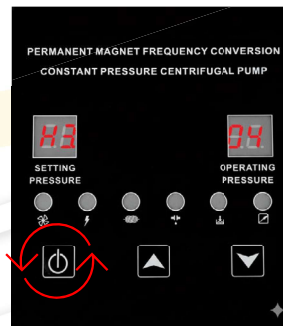 PERMANENT MAGNET FREQUENCY CONVERSION
CONSTANT PRESSURE CENTRIFUGAL PUMP
H3 04
SETTING PRESSURE
OPERATING PRESSURE